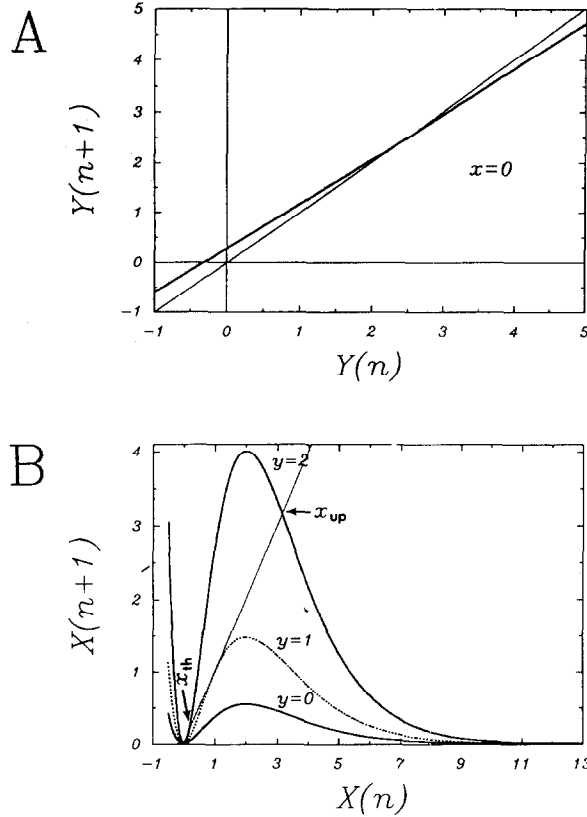 A
5
4
3
2
1
0
−1
Y(n+1)
x=0
−1 0 1 2 3 4 5
Y(n)
B
4
3
2
1
0
X(n+1)
y=2
x_up
y=1
x_th
y=0
−1 1 3 5 7 9 11 13
X(n)